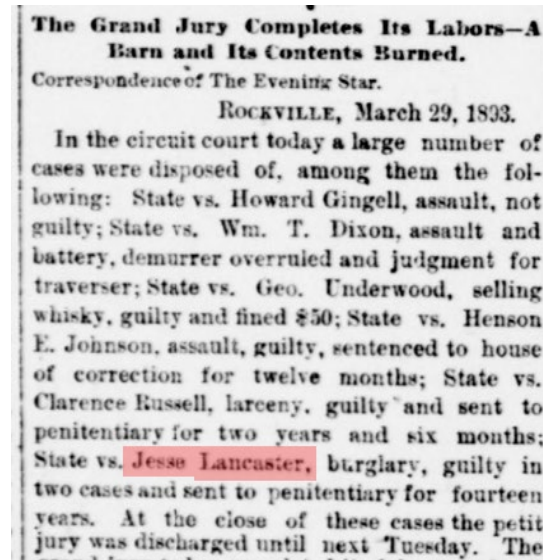 The Grand Jury Completes Its Labors—A
Barn and Its Contents Burned.
Correspondence of The Evening Star.
ROCKVILLE, March 29, 1893.
In the circuit court today a large number of
cases were disposed of, among them the fol-
lowing: State vs. Howard Gingell, assault, not
guilty; State vs. Wm. T. Dixon, assault and
battery, demurrer overruled and judgment for
traverser; State vs. Geo. Underwood, selling
whisky, guilty and fined $50; State vs. Henson
E. Johnson, assault, guilty, sentenced to house
of correction for twelve months; State vs.
Clarence Russell, larceny, guilty and sent to
penitentiary for two years and six months;
State vs. Jesse Lancaster, burglary, guilty in
two cases and sent to penitentiary for fourteen
years. At the close of these cases the petit
jury was discharged until next Tuesday. The